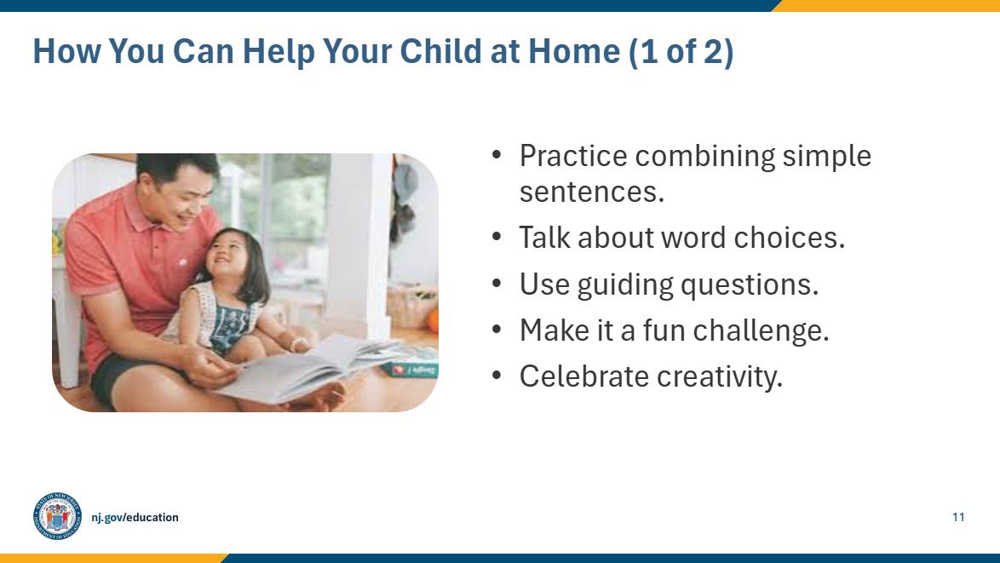 How You Can Help Your Child at Home (1 of 2)
• Practice combining simple
sentences.
• Talk about word choices.
• Use guiding questions.
• Make it a fun challenge.
• Celebrate creativity.
nj.gov/education
11